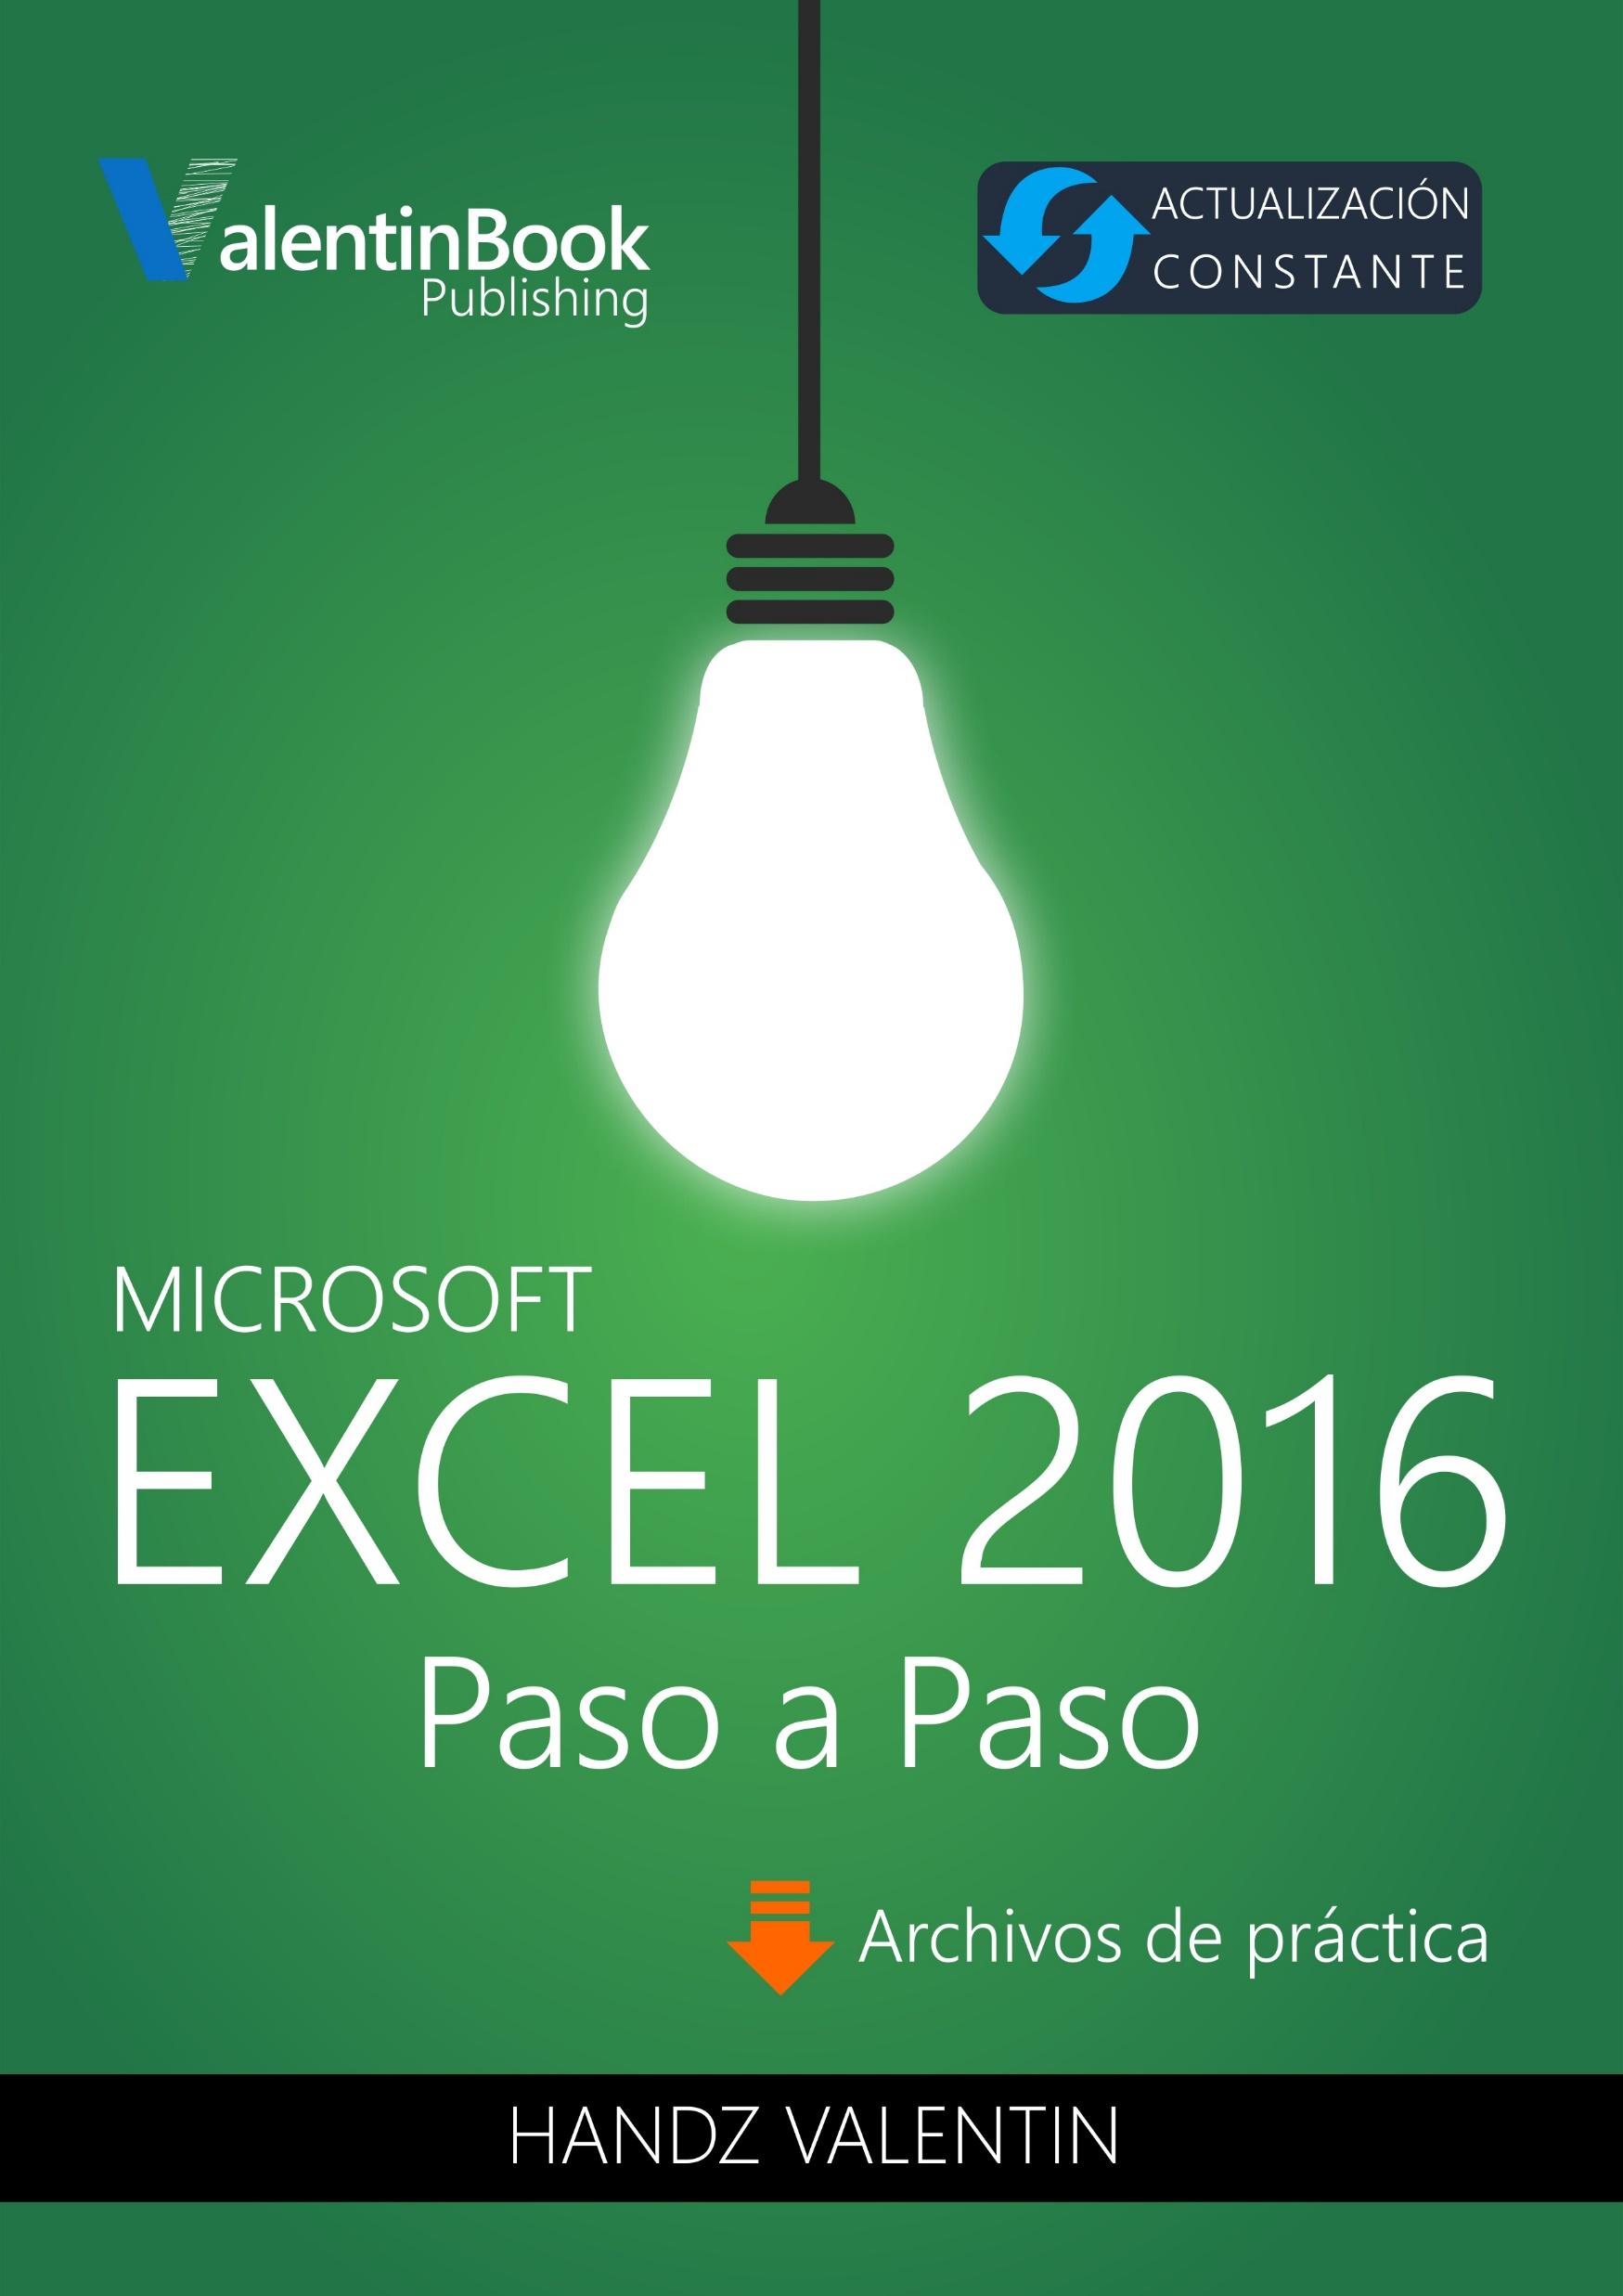 ValentinBook
Publishing
ACTUALIZACIÓN
CONSTANTE
MICROSOFT
EXCEL 2016
Paso a Paso
Archivos de práctica
HANDZ VALENTIN